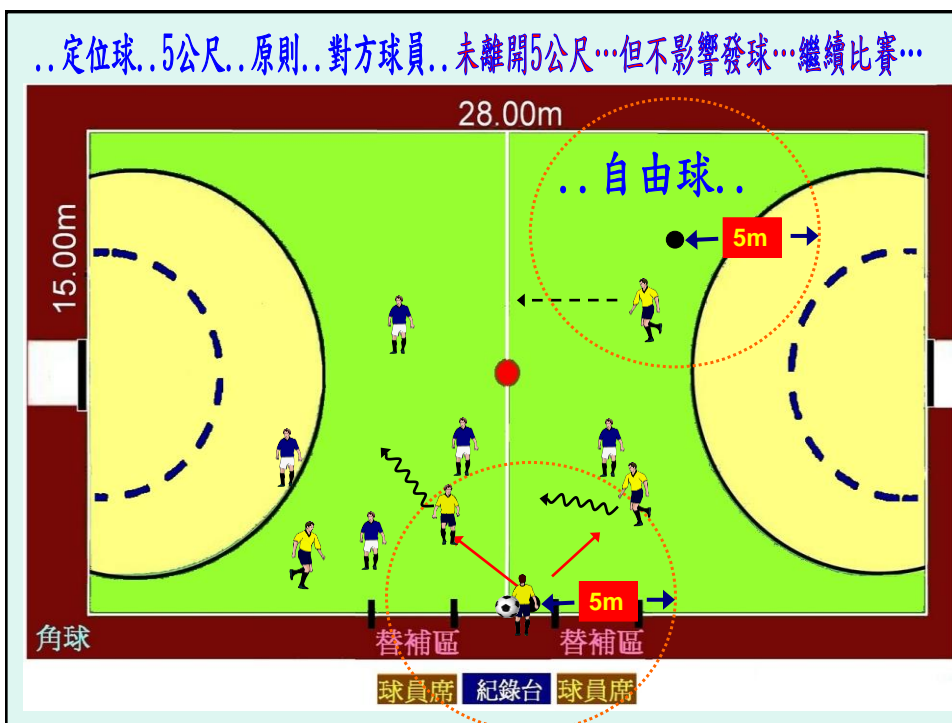 ..定位球..5公尺..原則..對方球員..未離開5公尺…但不影響發球…繼續比賽…
28.00m
..自由球..
5m
15.00m
5m
角球
替補區
替補區
球員席
紀錄台
球員席